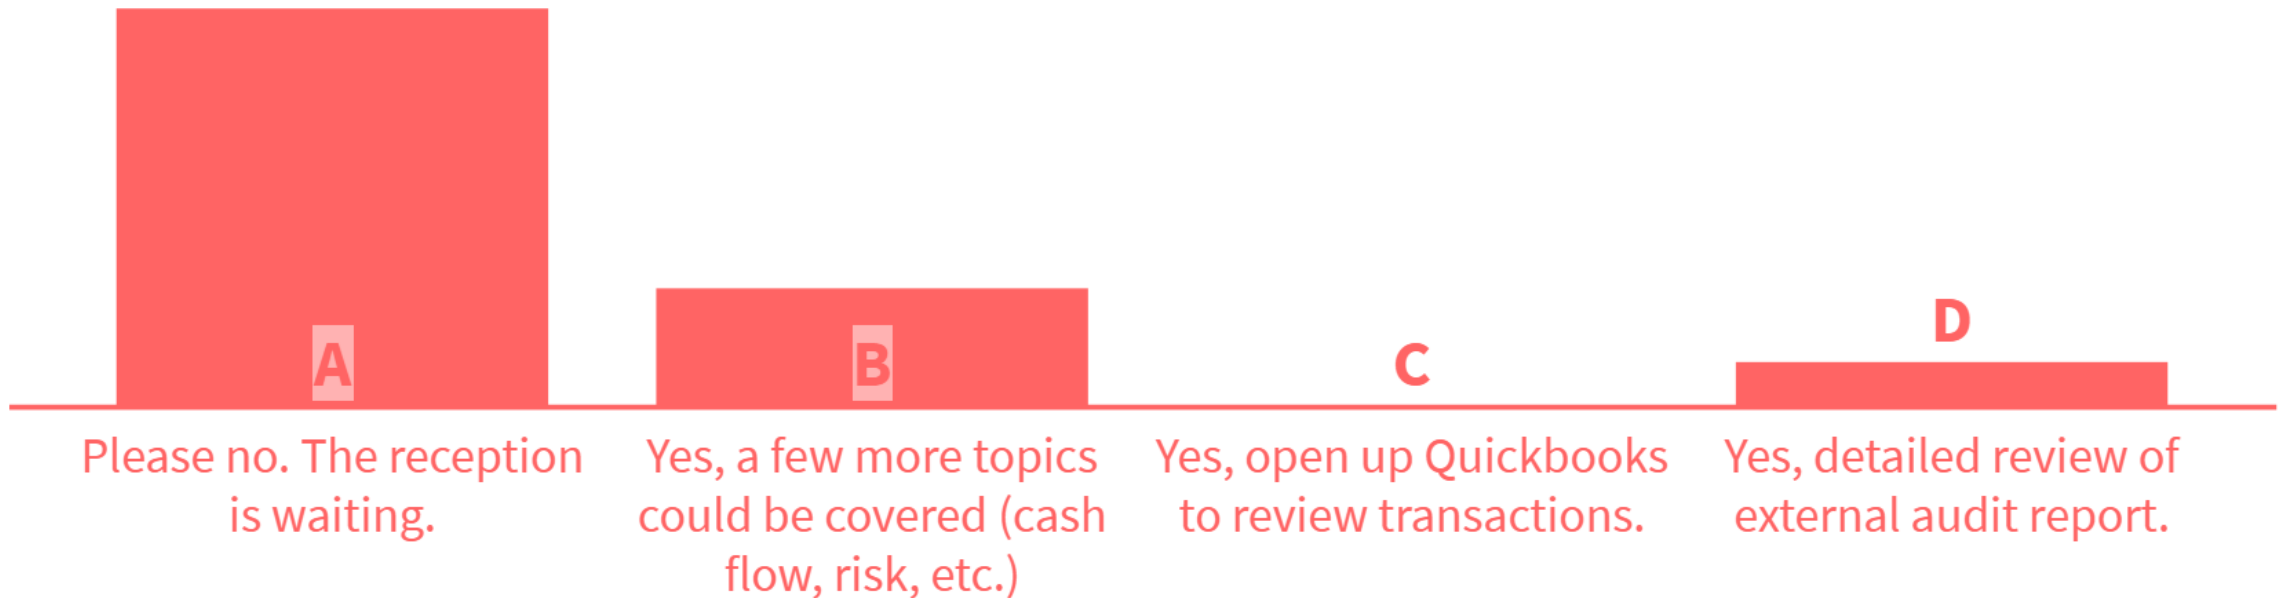 A
B
C
D
Please no. The reception
is waiting.
Yes, a few more topics
could be covered (cash
flow, risk, etc.)
Yes, open up Quickbooks
to review transactions.
Yes, detailed review of
external audit report.